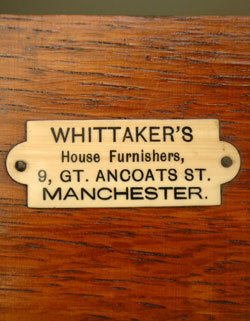 WHITTAKER'S
House Furnishers,
9, GT. ANCOATS ST.
MANCHESTER.